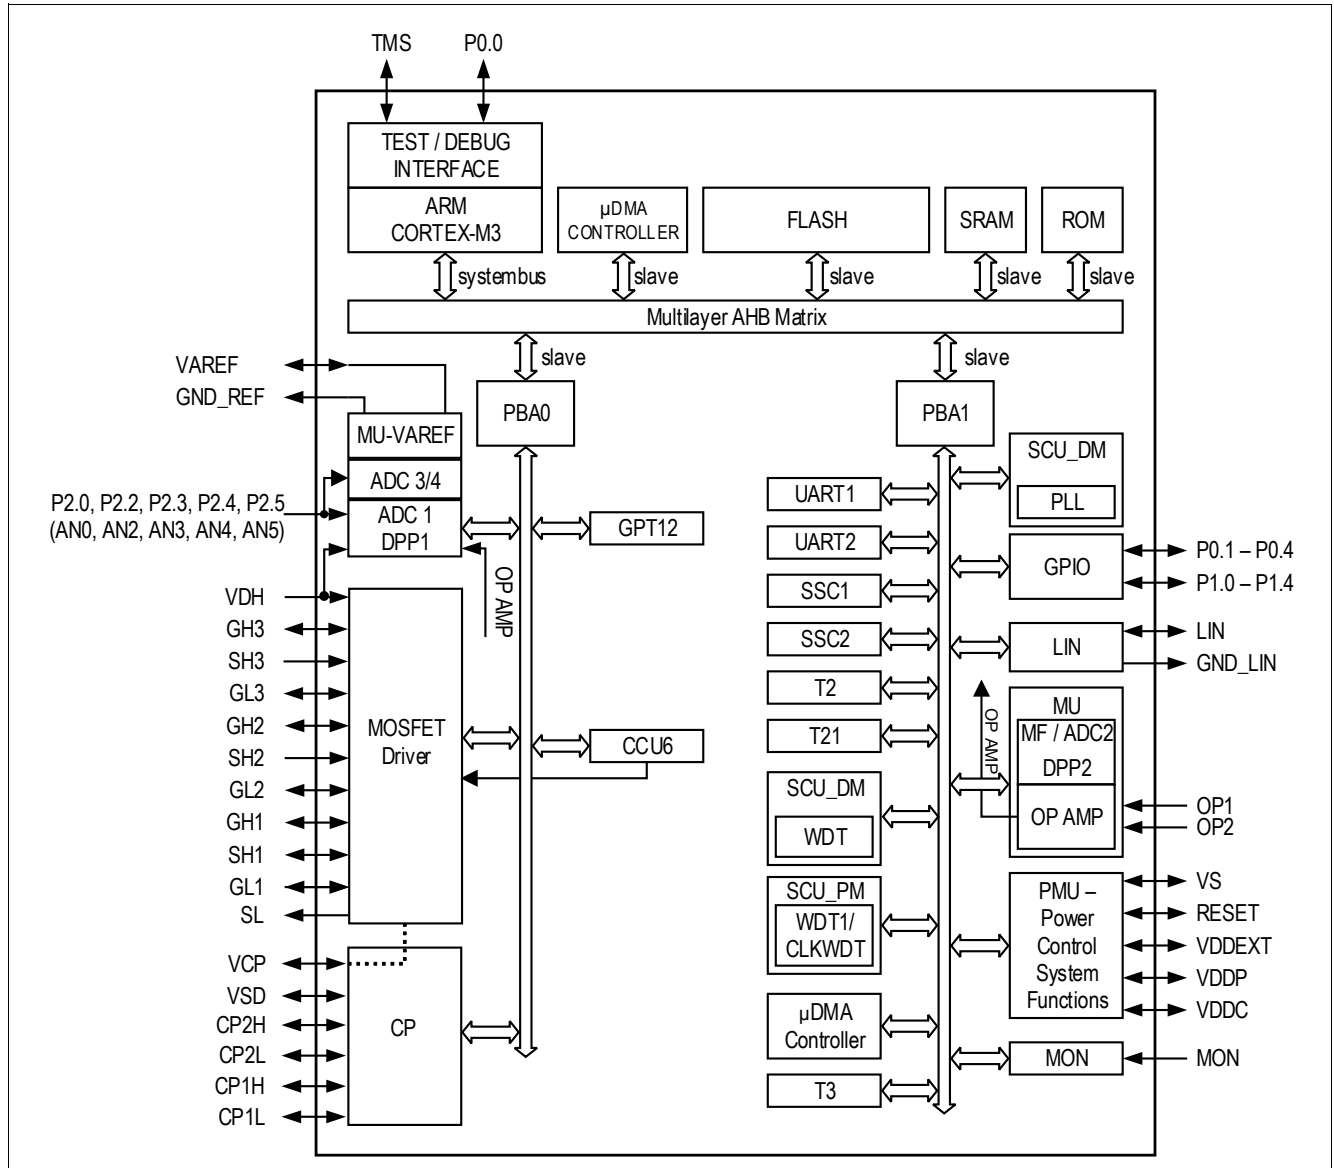 TMS
P0.0
TEST / DEBUG
INTERFACE
ARM
CORTEX-M3
µDMA
CONTROLLER
FLASH
SRAM
ROM
systembus
slave
slave
slave
slave
Multilayer AHB Matrix
slave
slave
VAREF
GND_REF
PBA0
PBA1
MU-VAREF
ADC 3/4
ADC 1
DPP1
P2.0, P2.2, P2.3, P2.4, P2.5
(AN0, AN2, AN3, AN4, AN5)
GPT12
OP AMP
VDH
GH3
SH3
GL3
GH2
SH2
GL2
GH1
SH1
GL1
SL
MOSFET
Driver
CCU6
VCP
VSD
CP2H
CP2L
CP1H
CP1L
CP
UART1
UART2
SSC1
SSC2
T2
T21
SCU_DM
WDT
SCU_PM
WDT1/
CLKWDT
µDMA
Controller
T3
SCU_DM
PLL
GPIO
P0.1 – P0.4
P1.0 – P1.4
LIN
LIN
GND_LIN
OP AMP
MU
MF / ADC2
DPP2
OP AMP
OP1
OP2
PMU –
Power
Control
System
Functions
VS
RESET
VDDEXT
VDDP
VDDC
MON
MON